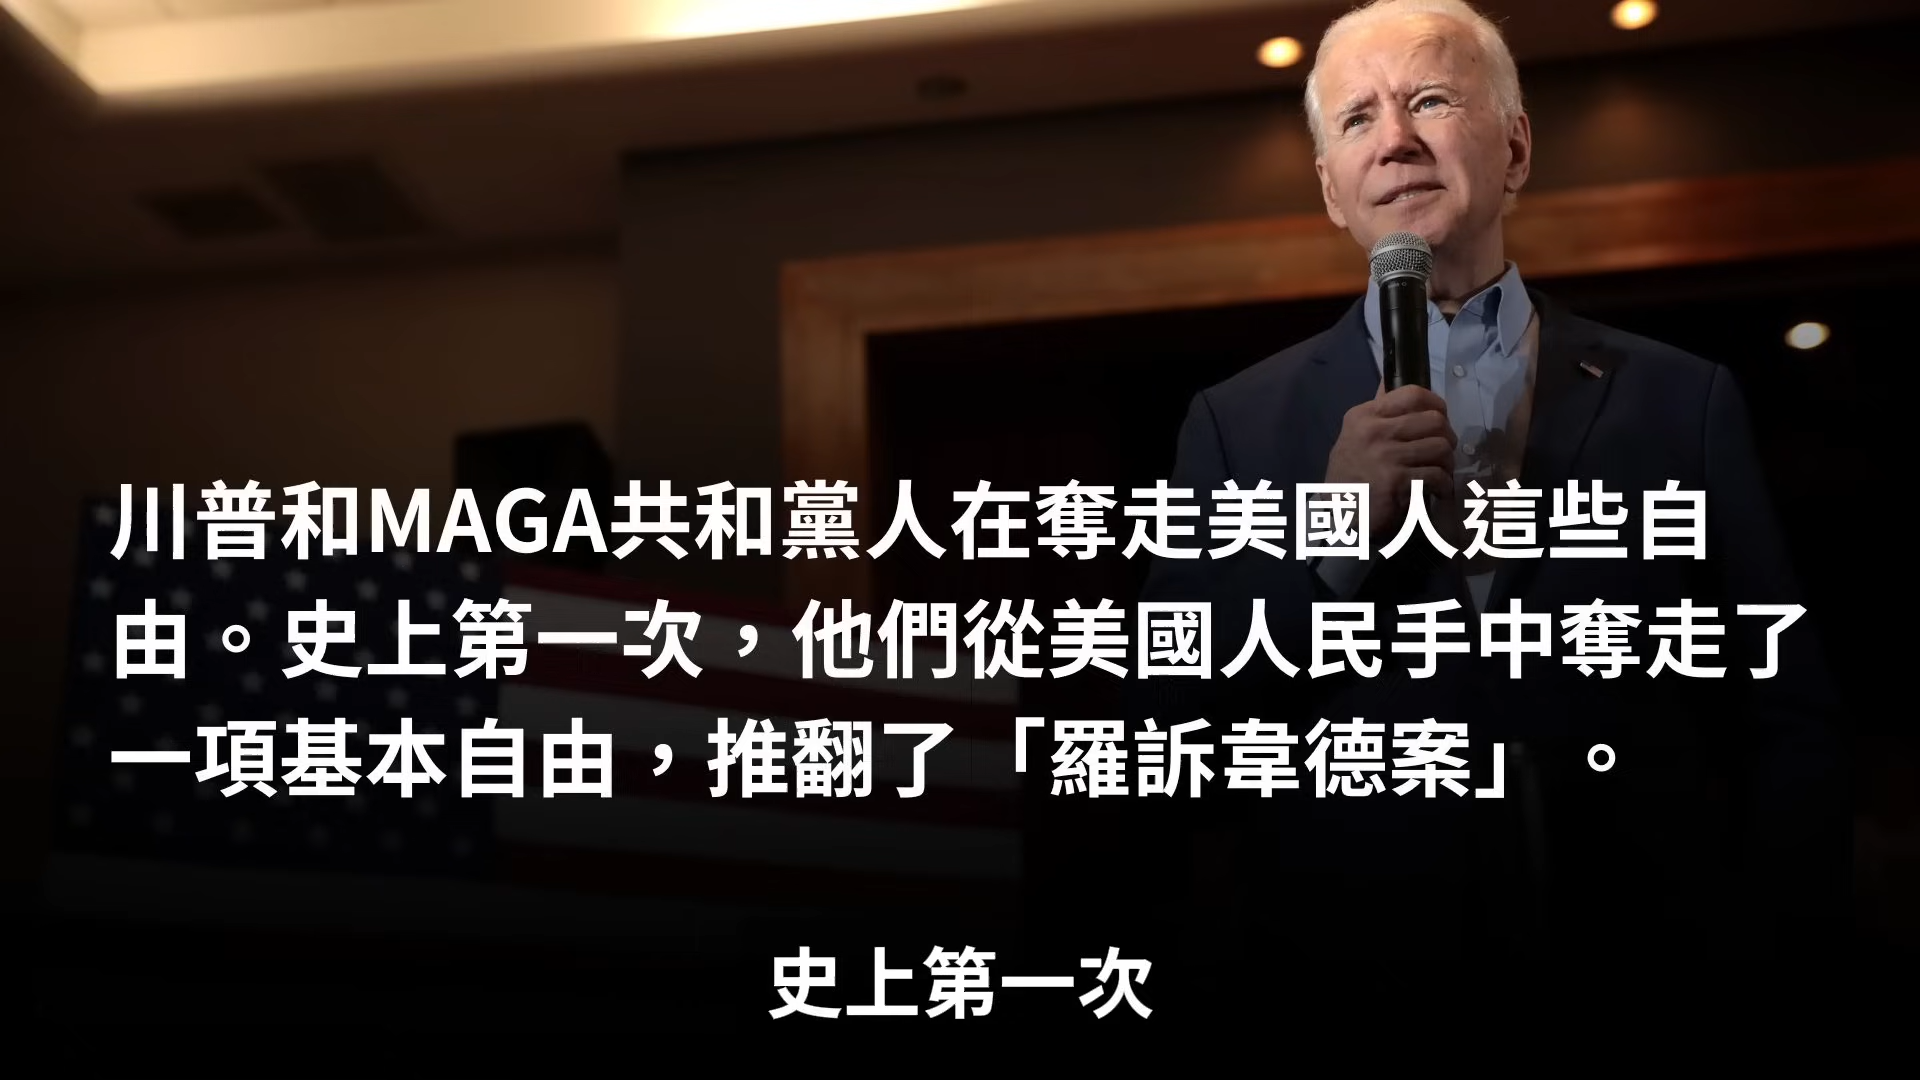 川普和MAGA共和黨人在奪走美國人這些自
由。史上第一次，他們從美國人民手中奪走了
一項基本自由，推翻了「羅訴韋德案」。
史上第一次